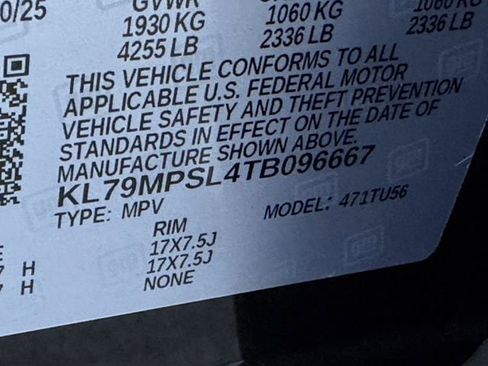 0/25 GVWR
1930 KG 1060 KG 1060 KG
4255 LB 2336 LB 2336 LB
THIS VEHICLE CONFORMS TO ALL
APPLICABLE U.S. FEDERAL MOTOR
VEHICLE SAFETY AND THEFT PREVENTION
STANDARDS IN EFFECT ON THE DATE OF
MANUFACTURE SHOWN ABOVE.
KL79MPSL4TB096667
TYPE: MPV MODEL: 471TU56
RIM
H 17X7.5J
H 17X7.5J
NONE